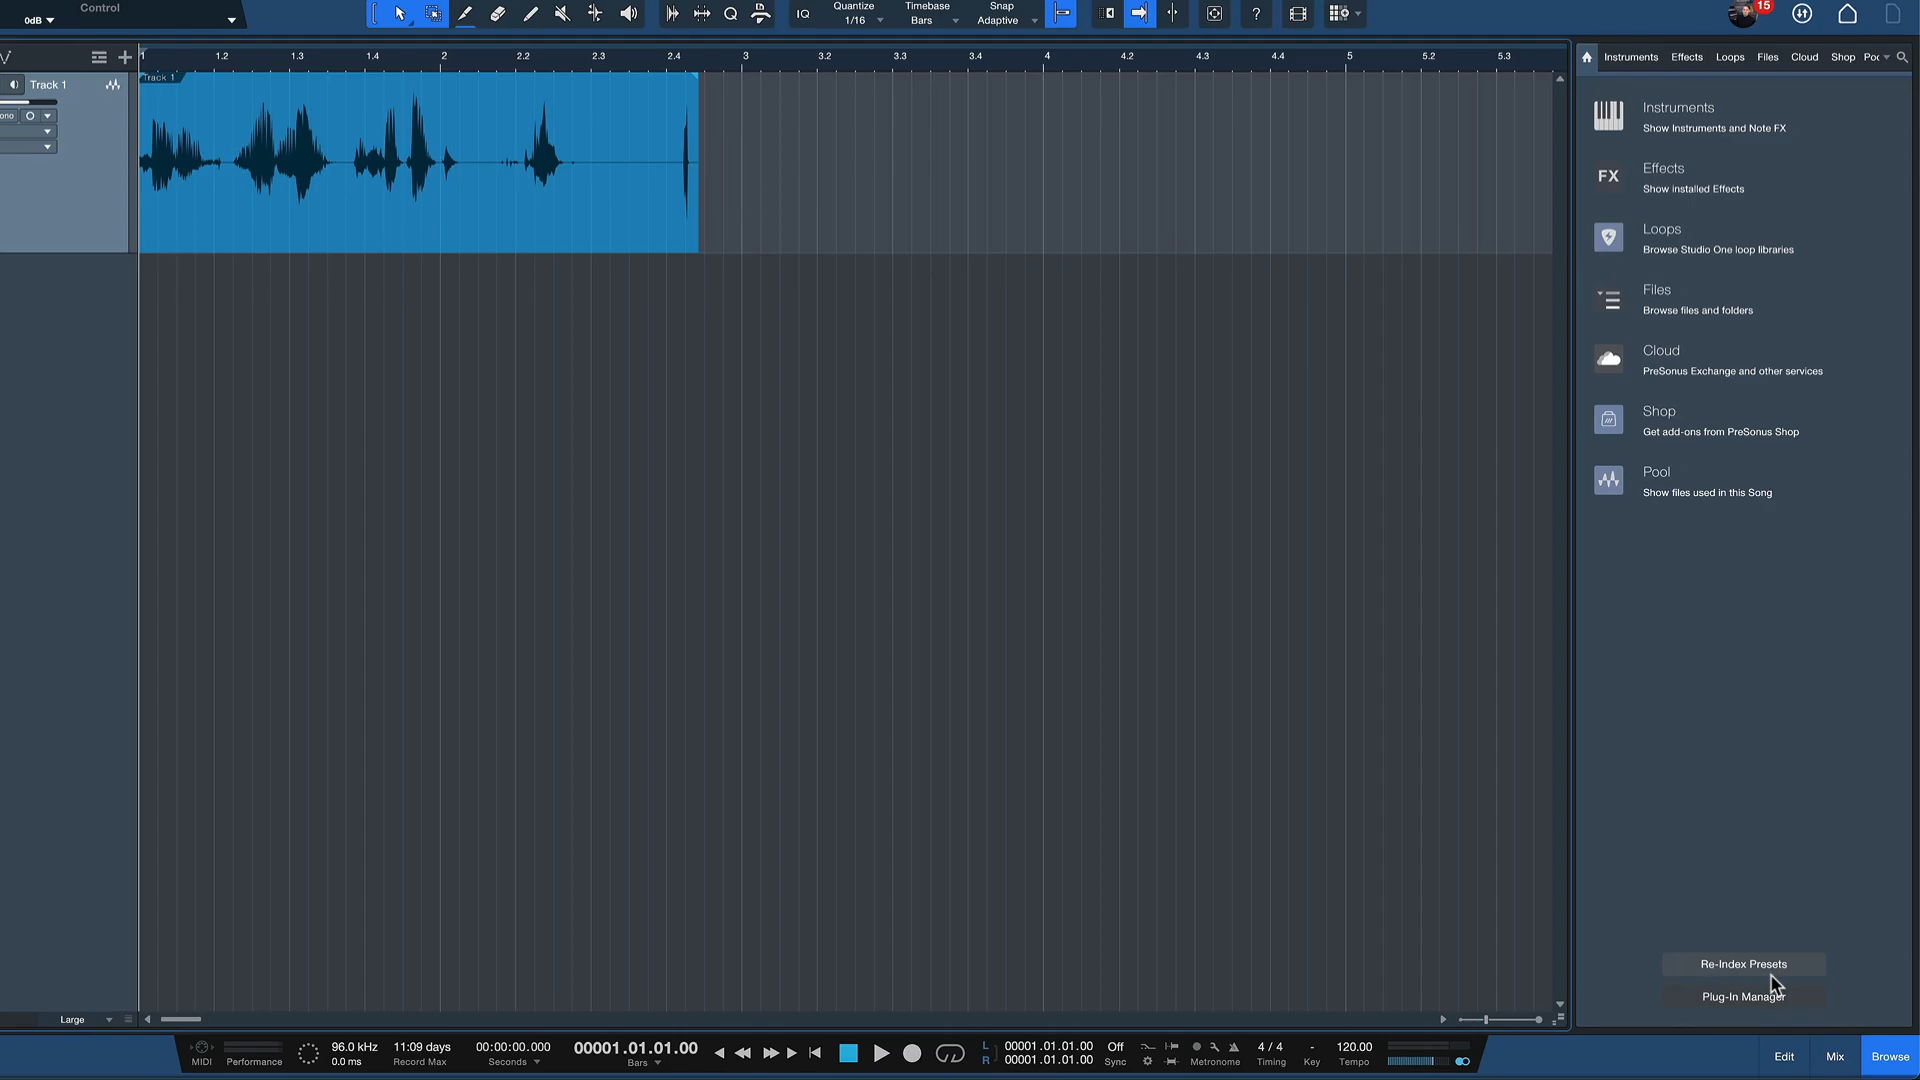 Control
0dB
IQ
Quantize
1/16
Timebase
Bars
Snap
Adaptive
?
15
1 1.2 1.3 1.4 2 2.2 2.3 2.4 3 3.2 3.3 3.4 4 4.2 4.3 4.4 5 5.2 5.3
Instruments Effects Loops Files Cloud Shop Poc
Track 1
Track 1
ono
Instruments
Show Instruments and Note FX
FX
Effects
Show installed Effects
Loops
Browse Studio One loop libraries
Files
Browse files and folders
Cloud
PreSonus Exchange and other services
Shop
Get add-ons from PreSonus Shop
Pool
Show files used in this Song
Re-Index Presets
Plug-In Manager
Large
MIDI
Performance
96.0 kHz
0.0 ms
11:09 days
Record Max
00:00:00.000
Seconds
00001.01.01.00
Bars
L 00001.01.01.00
R 00001.01.01.00
Off
Sync
Metronome
4 / 4
Timing
-
Key
120.00
Tempo
Edit
Mix
Browse